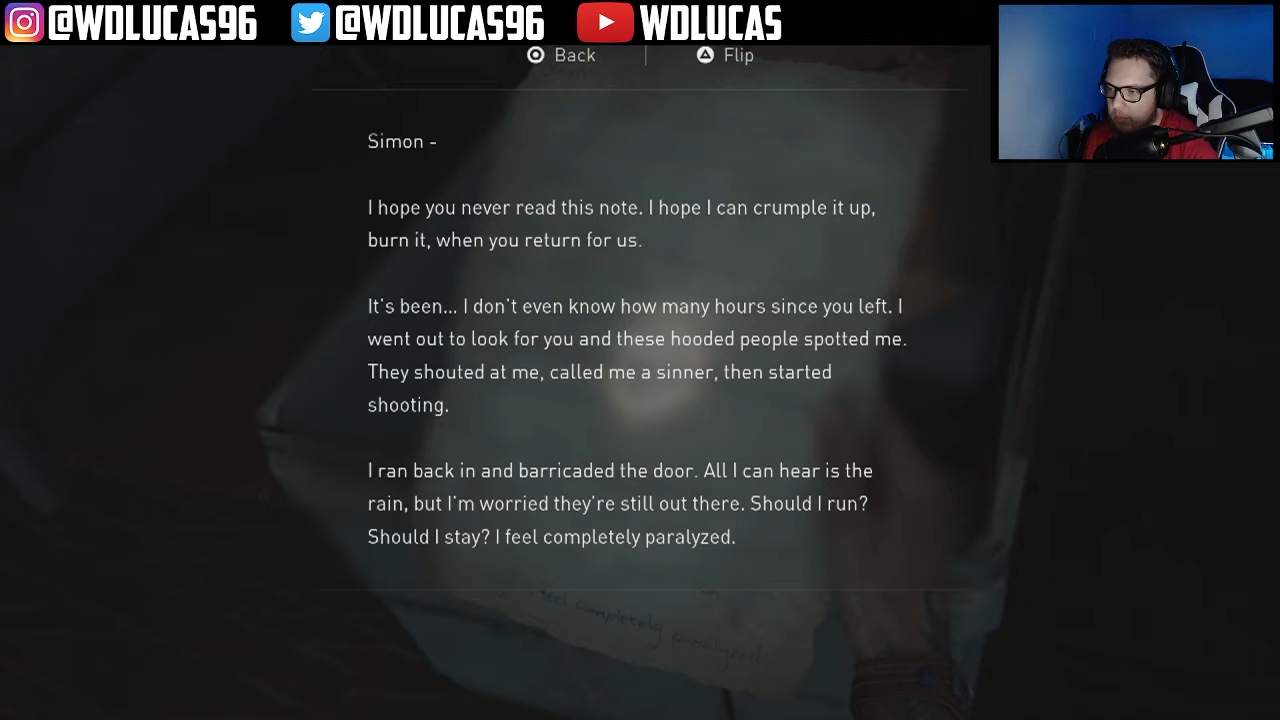 @WDLUCAS96 @WDLUCAS96 WDLUCAS
Back | Flip
Simon -
I hope you never read this note. I hope I can crumple it up,
burn it, when you return for us.
It's been... I don't even know how many hours since you left. I
went out to look for you and these hooded people spotted me.
They shouted at me, called me a sinner, then started
shooting.
I ran back in and barricaded the door. All I can hear is the
rain, but I'm worried they're still out there. Should I run?
Should I stay? I feel completely paralyzed.
feel completely paralyzed